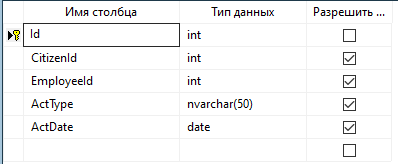 Имя столбца Тип данных Разрешить ...
Id int
CitizenId int
EmployeeId int
ActType nvarchar(50)
ActDate date